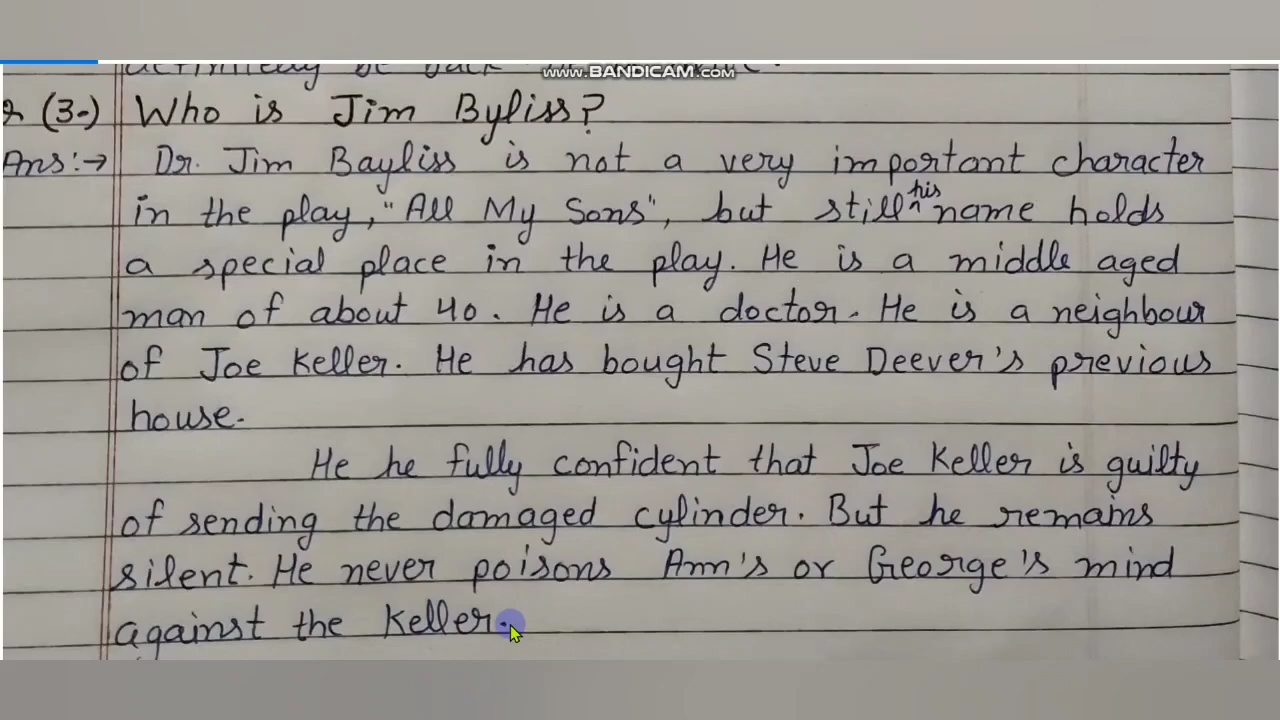 www.BANDICAM.com
(3-) Who is Jim Byliss?
Ans:→ Dr. Jim Bayliss is not a very important character
in the play, "All My Sons", but still his name holds
a special place in the play. He is a middle aged
man of about 40. He is a doctor. He is a neighbour
of Joe Keller. He has bought Steve Deever's previous
house.
He he fully confident that Joe Keller is guilty
of sending the damaged cylinder. But he remains
silent. He never poisons Ann's or George's mind
against the Keller.